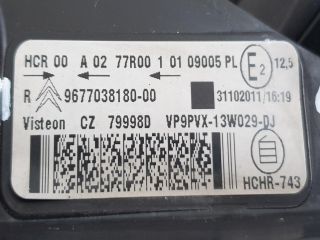 HCR 00 A 02 77R00 1 01 09005 PL E2 12,5
R 9677038180-00 31102011/16:19
Visteon CZ 79998D VP9PVX-13W029-DJ
HCHR-743